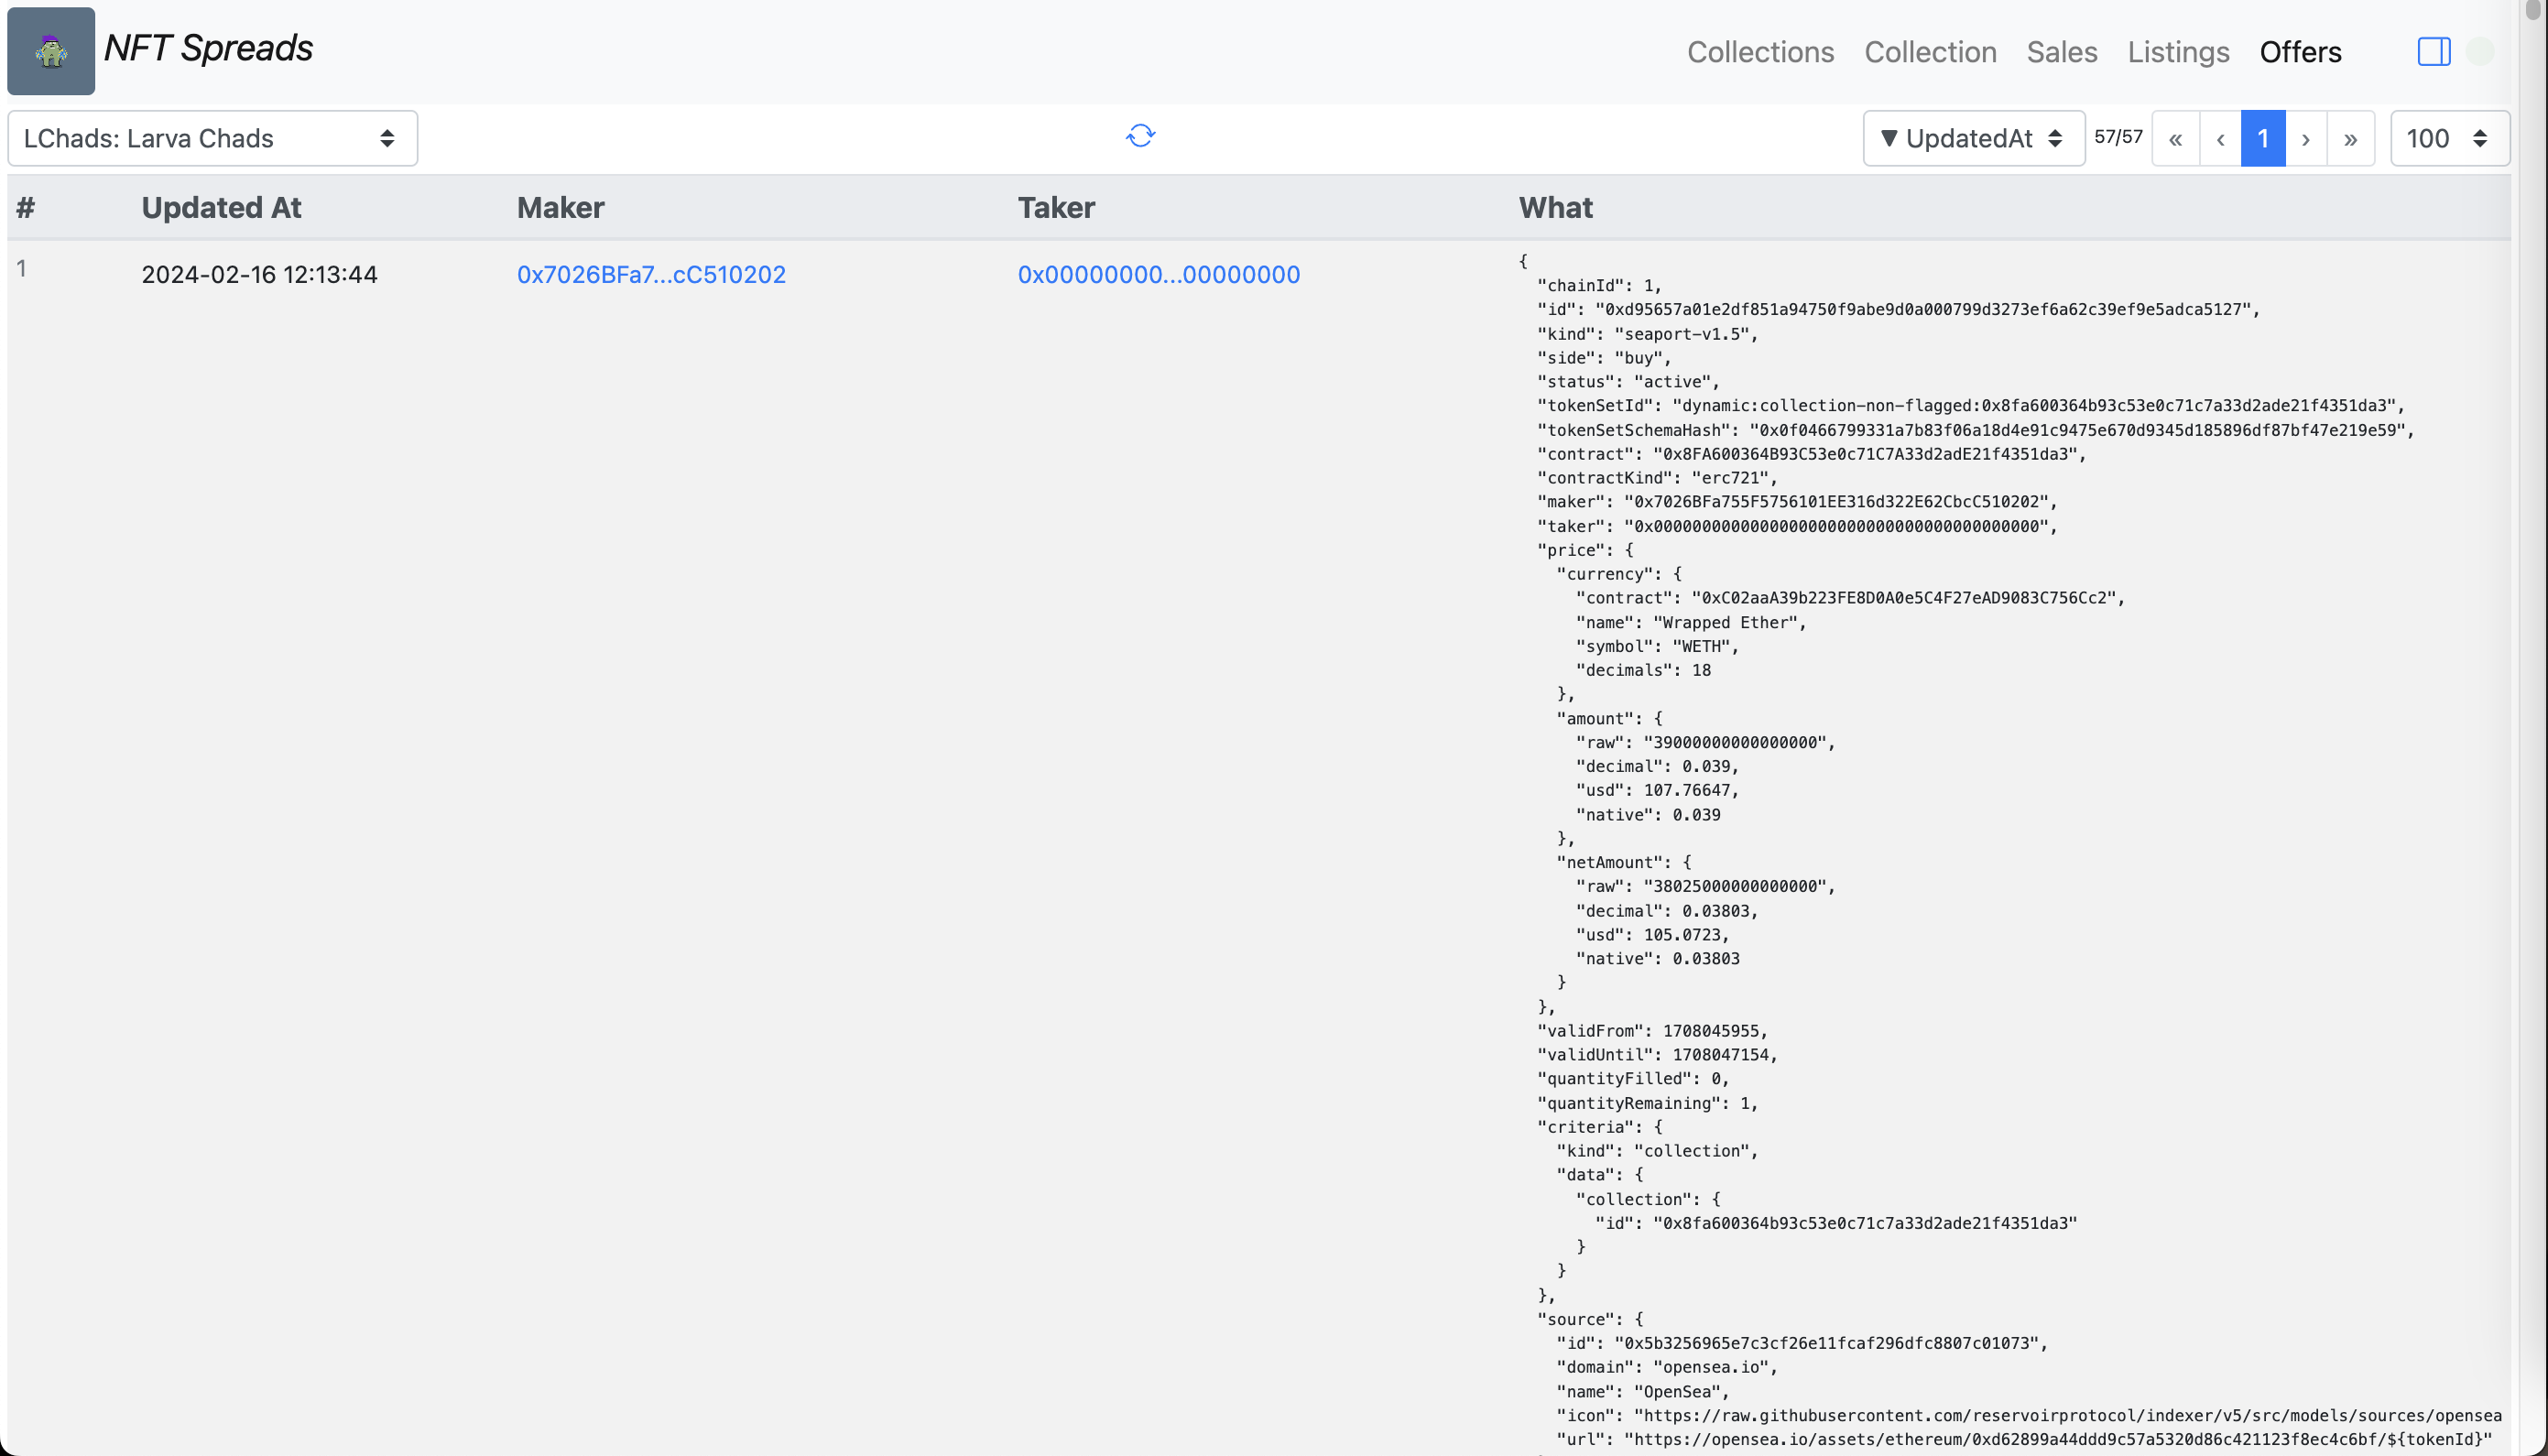 NFT Spreads
Collections Collection Sales Listings Offers
LChads: Larva Chads
▼ UpdatedAt 57/57 « ‹ 1 › » 100
# Updated At Maker Taker What
1 2024-02-16 12:13:44 0x7026BFa7...cC510202 0x00000000...00000000
{
"chainId": 1,
"id": "0xd95657a01e2df851a94750f9abe9d0a000799d3273ef6a62c39ef9e5adca5127",
"kind": "seaport-v1.5",
"side": "buy",
"status": "active",
"tokenSetId": "dynamic:collection-non-flagged:0x8fa600364b93c53e0c71c7a33d2ade21f4351da3",
"tokenSetSchemaHash": "0x0f0466799331a7b83f06a18d4e91c9475e670d9345d185896df87bf47e219e59",
"contract": "0x8FA600364B93C53e0c71C7A33d2adE21f4351da3",
"contractKind": "erc721",
"maker": "0x7026BFa755F5756101EE316d322E62CbcC510202",
"taker": "0x0000000000000000000000000000000000000000",
"price": {
"currency": {
"contract": "0xC02aaA39b223FE8D0A0e5C4F27eAD9083C756Cc2",
"name": "Wrapped Ether",
"symbol": "WETH",
"decimals": 18
},
"amount": {
"raw": "39000000000000000",
"decimal": 0.039,
"usd": 107.76647,
"native": 0.039
},
"netAmount": {
"raw": "38025000000000000",
"decimal": 0.03803,
"usd": 105.0723,
"native": 0.03803
}
},
"validFrom": 1708045955,
"validUntil": 1708047154,
"quantityFilled": 0,
"quantityRemaining": 1,
"criteria": {
"kind": "collection",
"data": {
"collection": {
"id": "0x8fa600364b93c53e0c71c7a33d2ade21f4351da3"
}
}
},
"source": {
"id": "0x5b3256965e7c3cf26e11fcaf296dfc8807c01073",
"domain": "opensea.io",
"name": "OpenSea",
"icon": "https://raw.githubusercontent.com/reservoirprotocol/indexer/v5/src/models/sources/opensea
"url": "https://opensea.io/assets/ethereum/0xd62899a44ddd9c57a5320d86c421123f8ec4c6bf/${tokenId}"